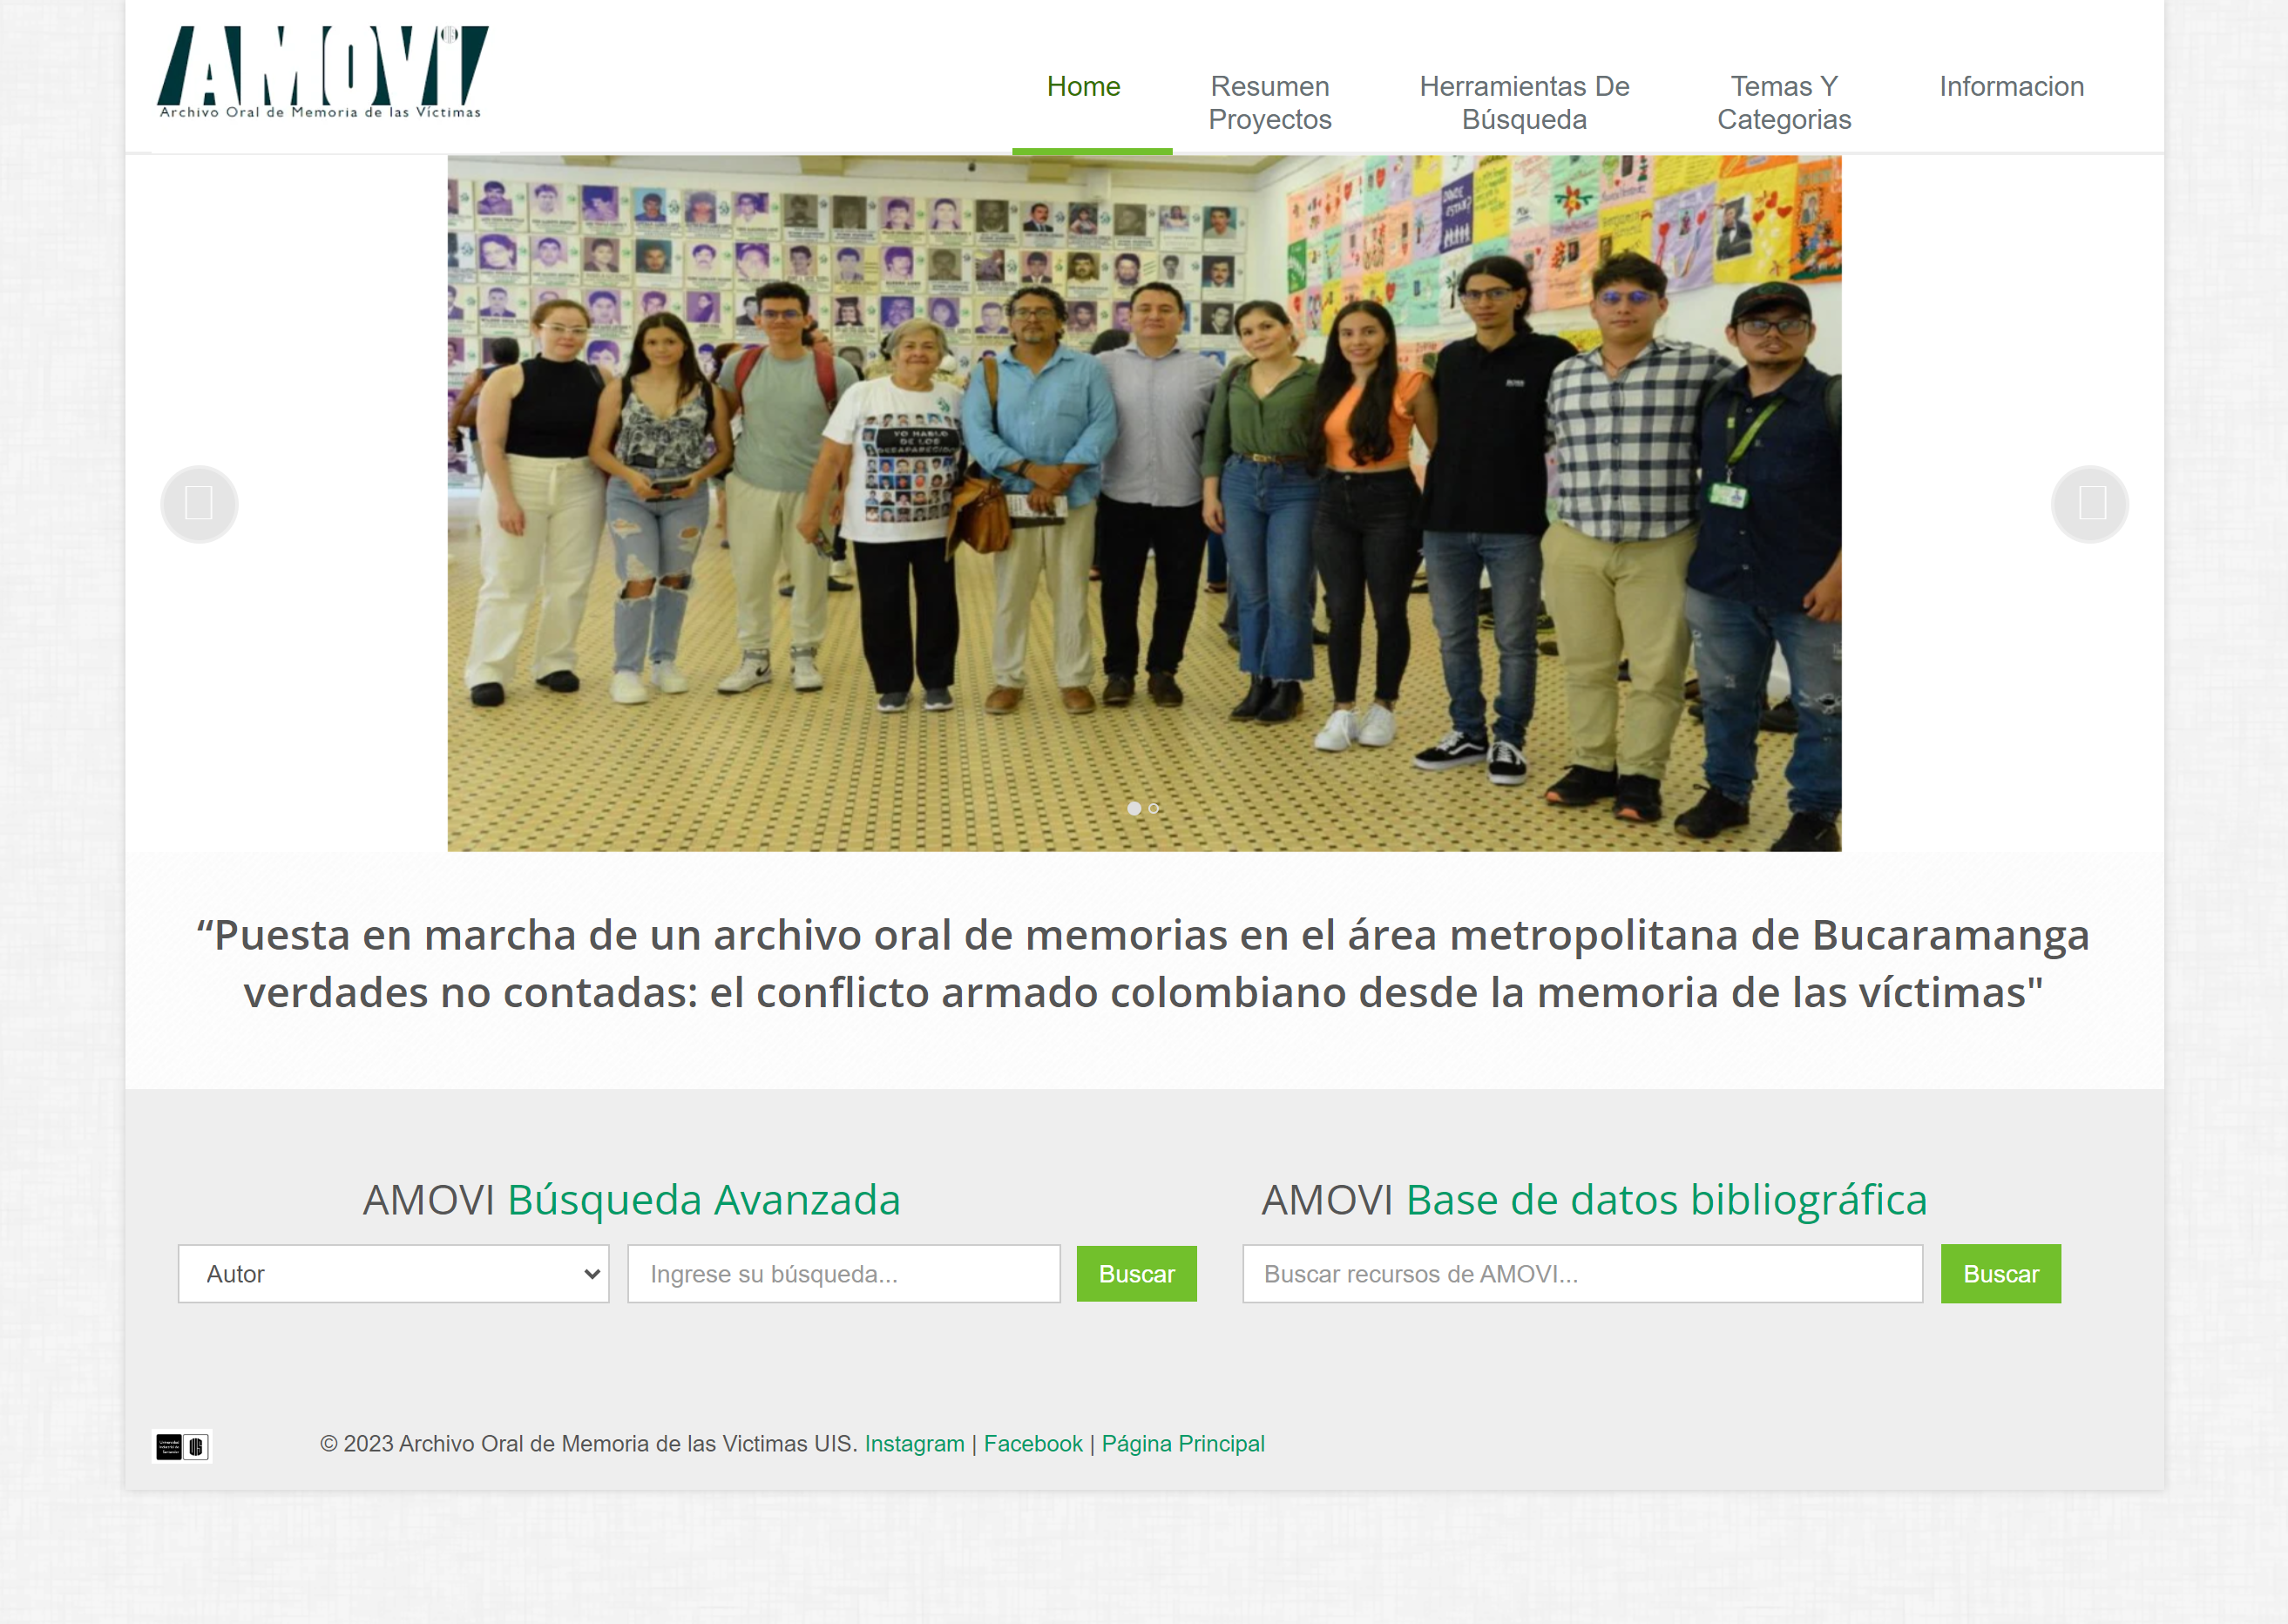 AMOVI
Archivo Oral de Memoria de las Víctimas
Home
Resumen
Proyectos
Herramientas De
Búsqueda
Temas Y
Categorias
Informacion
DONDE
ESTAN?
YO HABLO
DE LOS
“Puesta en marcha de un archivo oral de memorias en el área metropolitana de Bucaramanga
verdades no contadas: el conflicto armado colombiano desde la memoria de las víctimas"
AMOVI Búsqueda Avanzada
Autor
Ingrese su búsqueda...
Buscar
AMOVI Base de datos bibliográfica
Buscar recursos de AMOVI...
Buscar
© 2023 Archivo Oral de Memoria de las Victimas UIS. Instagram | Facebook | Página Principal